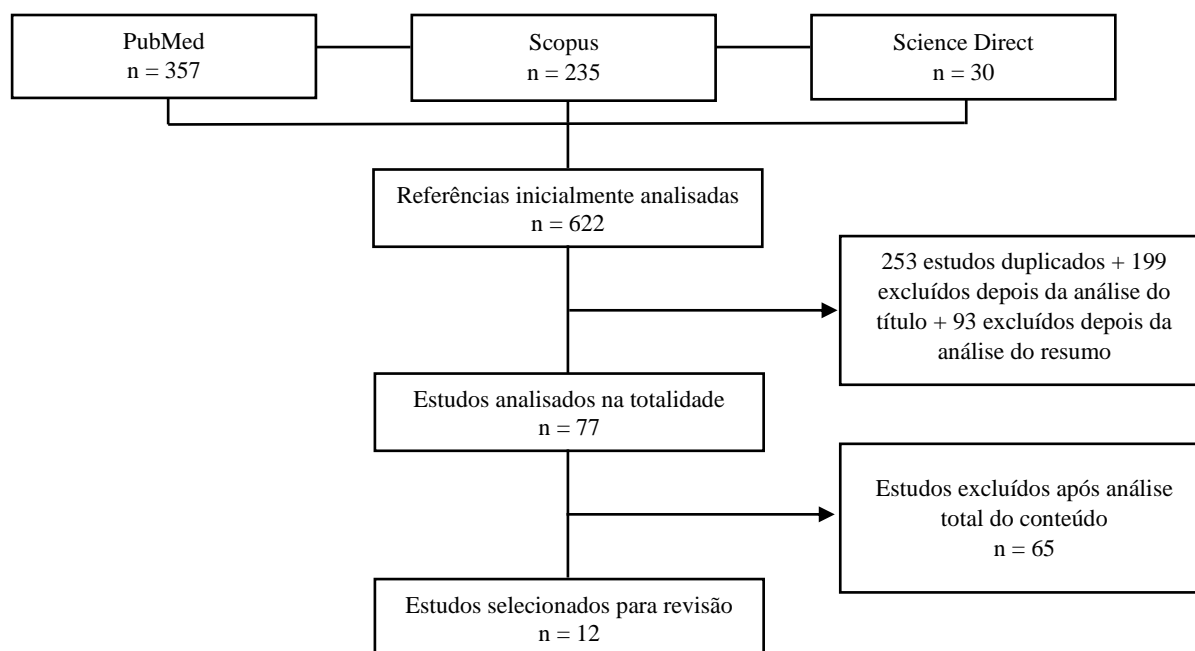 PubMed
n = 357
Scopus
n = 235
Science Direct
n = 30
Referências inicialmente analisadas
n = 622
253 estudos duplicados + 199
excluídos depois da análise do
título + 93 excluídos depois da
análise do resumo
Estudos analisados na totalidade
n = 77
Estudos excluídos após análise
total do conteúdo
n = 65
Estudos selecionados para revisão
n = 12